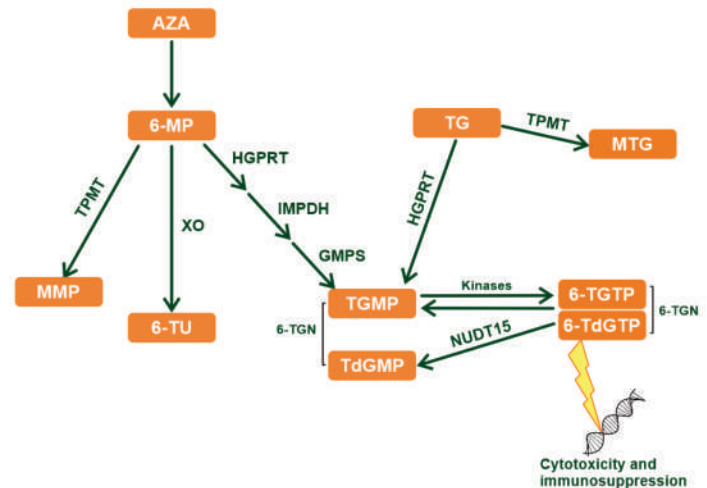 AZA
6-MP
TG
TPMT
MTG
HGPRT
TPMT
XO
IMPDH
HGPRT
GMPS
MMP
6-TU
TGMP
Kinases
6-TGTP
6-TGN
6-TdGTP
6-TGN
NUDT15
TdGMP
Cytotoxicity and
immunosuppression